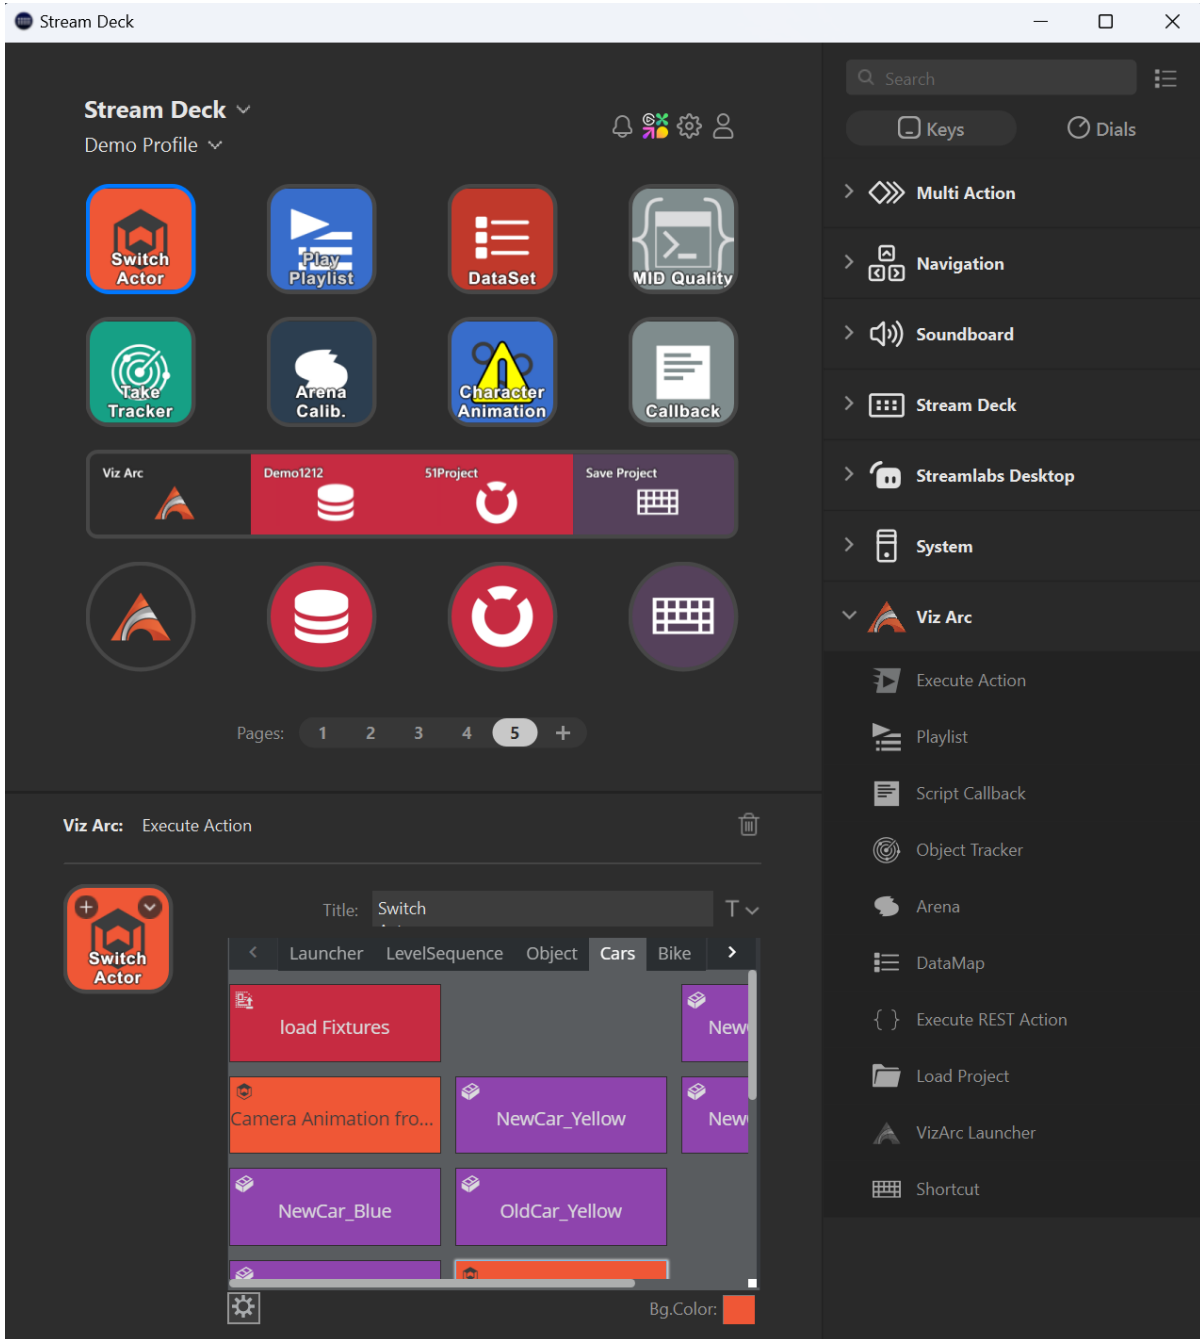 Stream Deck
Stream Deck
Demo Profile
Switch
Actor
Play
Playlist
DataSet
MID Quality
Take
Tracker
Arena
Calib.
Character
Animation
Callback
Viz Arc
Demo1212
51Project
Save Project
Pages: 1 2 3 4 5 +
Viz Arc: Execute Action
Switch
Actor
Title: Switch
T
Launcher LevelSequence Object Cars Bike
load Fixtures
New
Camera Animation fro...
NewCar_Yellow
New
NewCar_Blue
OldCar_Yellow
Bg.Color:
Search
Keys Dials
Multi Action
Navigation
Soundboard
Stream Deck
Streamlabs Desktop
System
Viz Arc
Execute Action
Playlist
Script Callback
Object Tracker
Arena
DataMap
{ } Execute REST Action
Load Project
VizArc Launcher
Shortcut